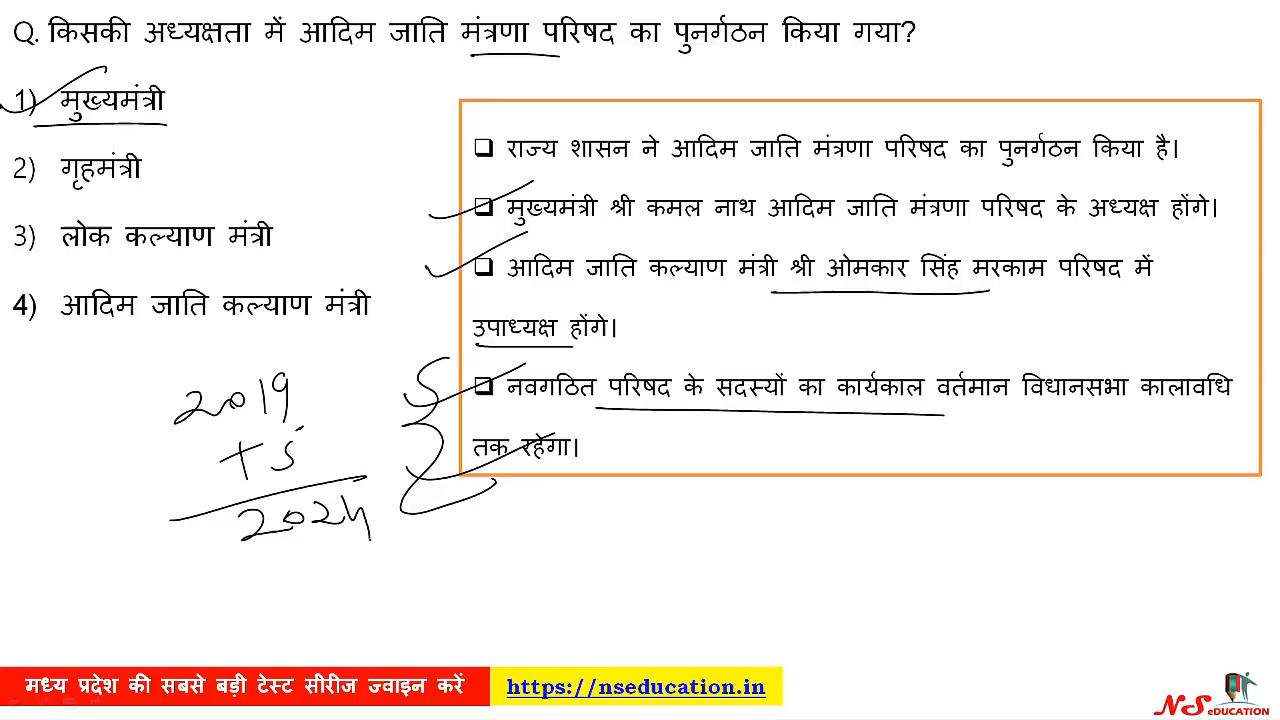 Q. किसकी अध्यक्षता में आदिम जाति मंत्रणा परिषद का पुनर्गठन किया गया?
1) मुख्यमंत्री
2) गृहमंत्री
3) लोक कल्याण मंत्री
4) आदिम जाति कल्याण मंत्री
राज्य शासन ने आदिम जाति मंत्रणा परिषद का पुनर्गठन किया है।
मुख्यमंत्री श्री कमल नाथ आदिम जाति मंत्रणा परिषद के अध्यक्ष होंगे।
आदिम जाति कल्याण मंत्री श्री ओमकार सिंह मरकाम परिषद में
उपाध्यक्ष होंगे।
नवगठित परिषद के सदस्यों का कार्यकाल वर्तमान विधानसभा कालावधि
तक रहेगा।
2019
+5
2024
मध्य प्रदेश की सबसे बड़ी टेस्ट सीरीज ज्वाइन करें
https://nseducation.in
NS eDUCATION